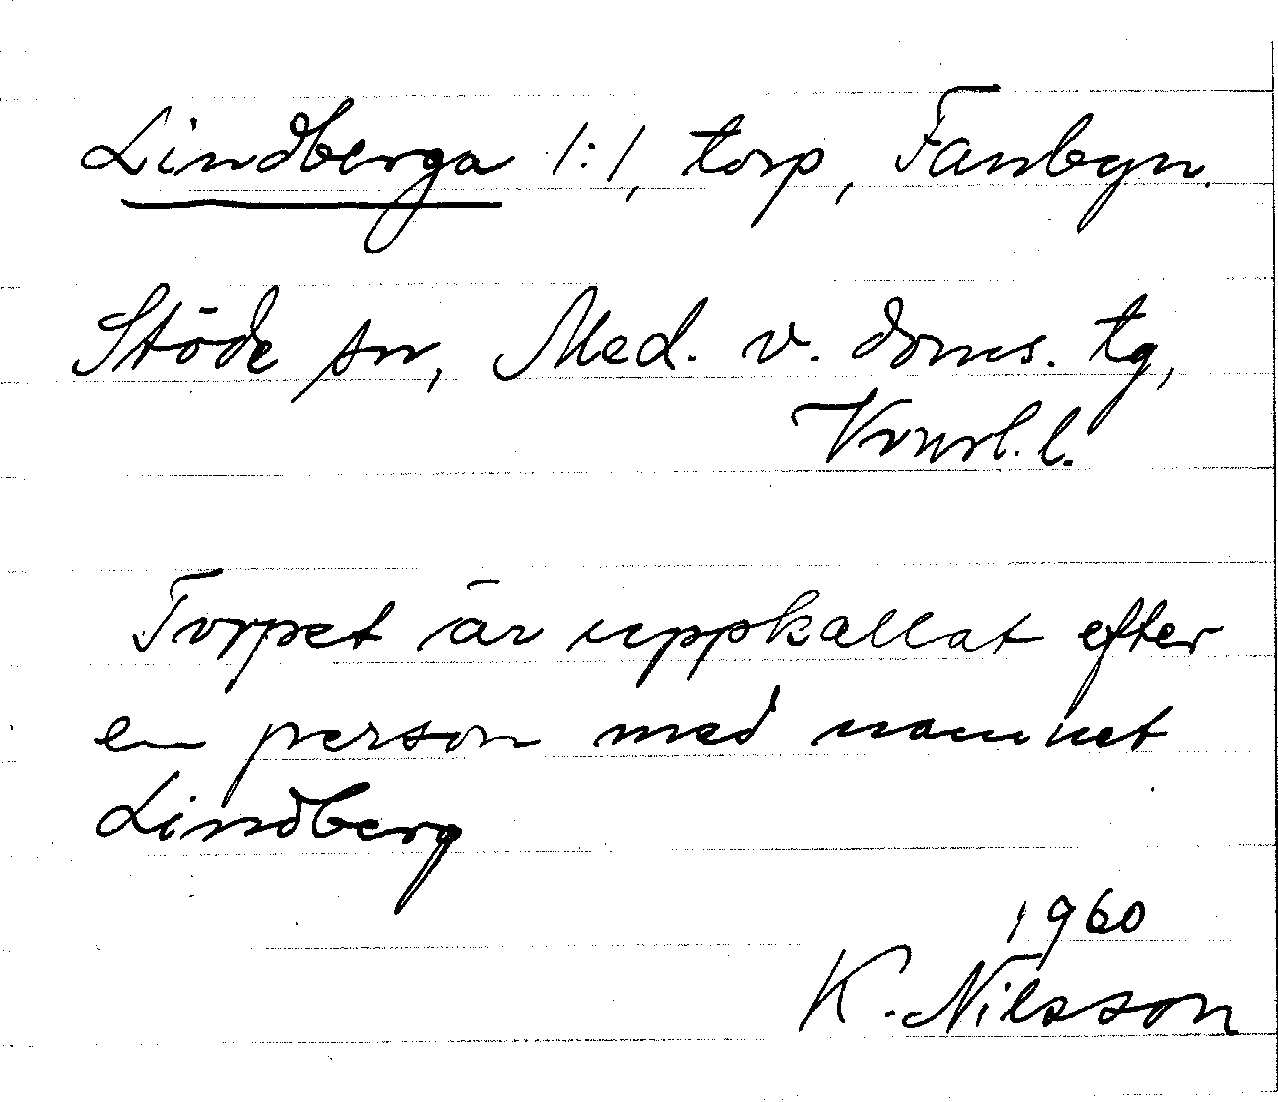 Lindberga 1:1, torp, Fanbyn.
Stöde sn, Med. v. doms. tg,
Vnorl. l.
Torpet är uppkallat efter
en person med namnet
Lindberg
1960
K. Nilsson